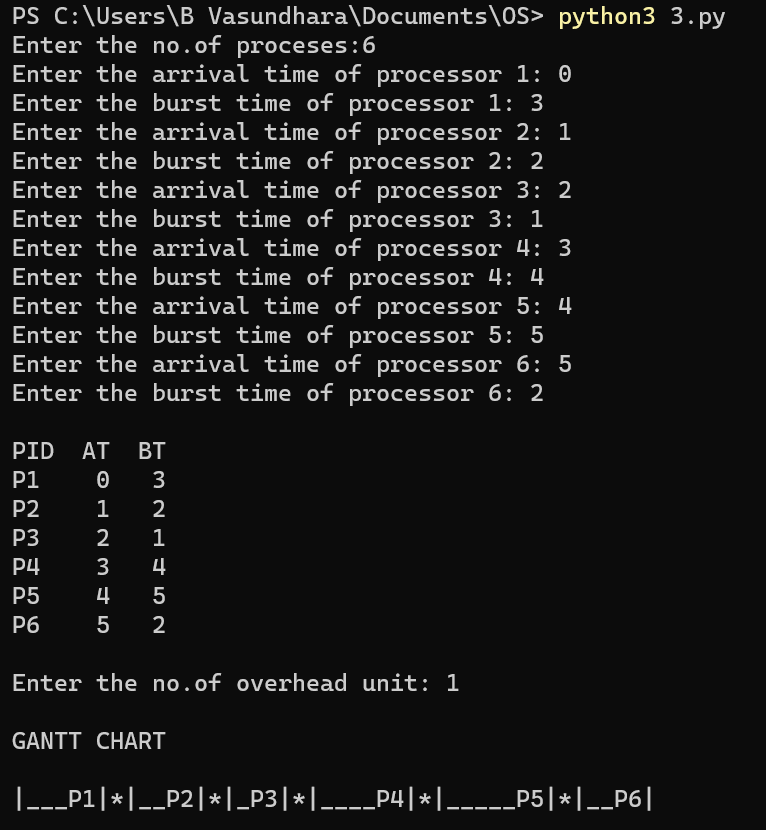 PS C:\Users\B Vasundhara\Documents\OS> python3 3.py
Enter the no.of proceses:6
Enter the arrival time of processor 1: 0
Enter the burst time of processor 1: 3
Enter the arrival time of processor 2: 1
Enter the burst time of processor 2: 2
Enter the arrival time of processor 3: 2
Enter the burst time of processor 3: 1
Enter the arrival time of processor 4: 3
Enter the burst time of processor 4: 4
Enter the arrival time of processor 5: 4
Enter the burst time of processor 5: 5
Enter the arrival time of processor 6: 5
Enter the burst time of processor 6: 2

PID  AT  BT
P1    0   3
P2    1   2
P3    2   1
P4    3   4
P5    4   5
P6    5   2

Enter the no.of overhead unit: 1

GANTT CHART

|___P1|*|__P2|*|_P3|*|____P4|*|_____P5|*|__P6|